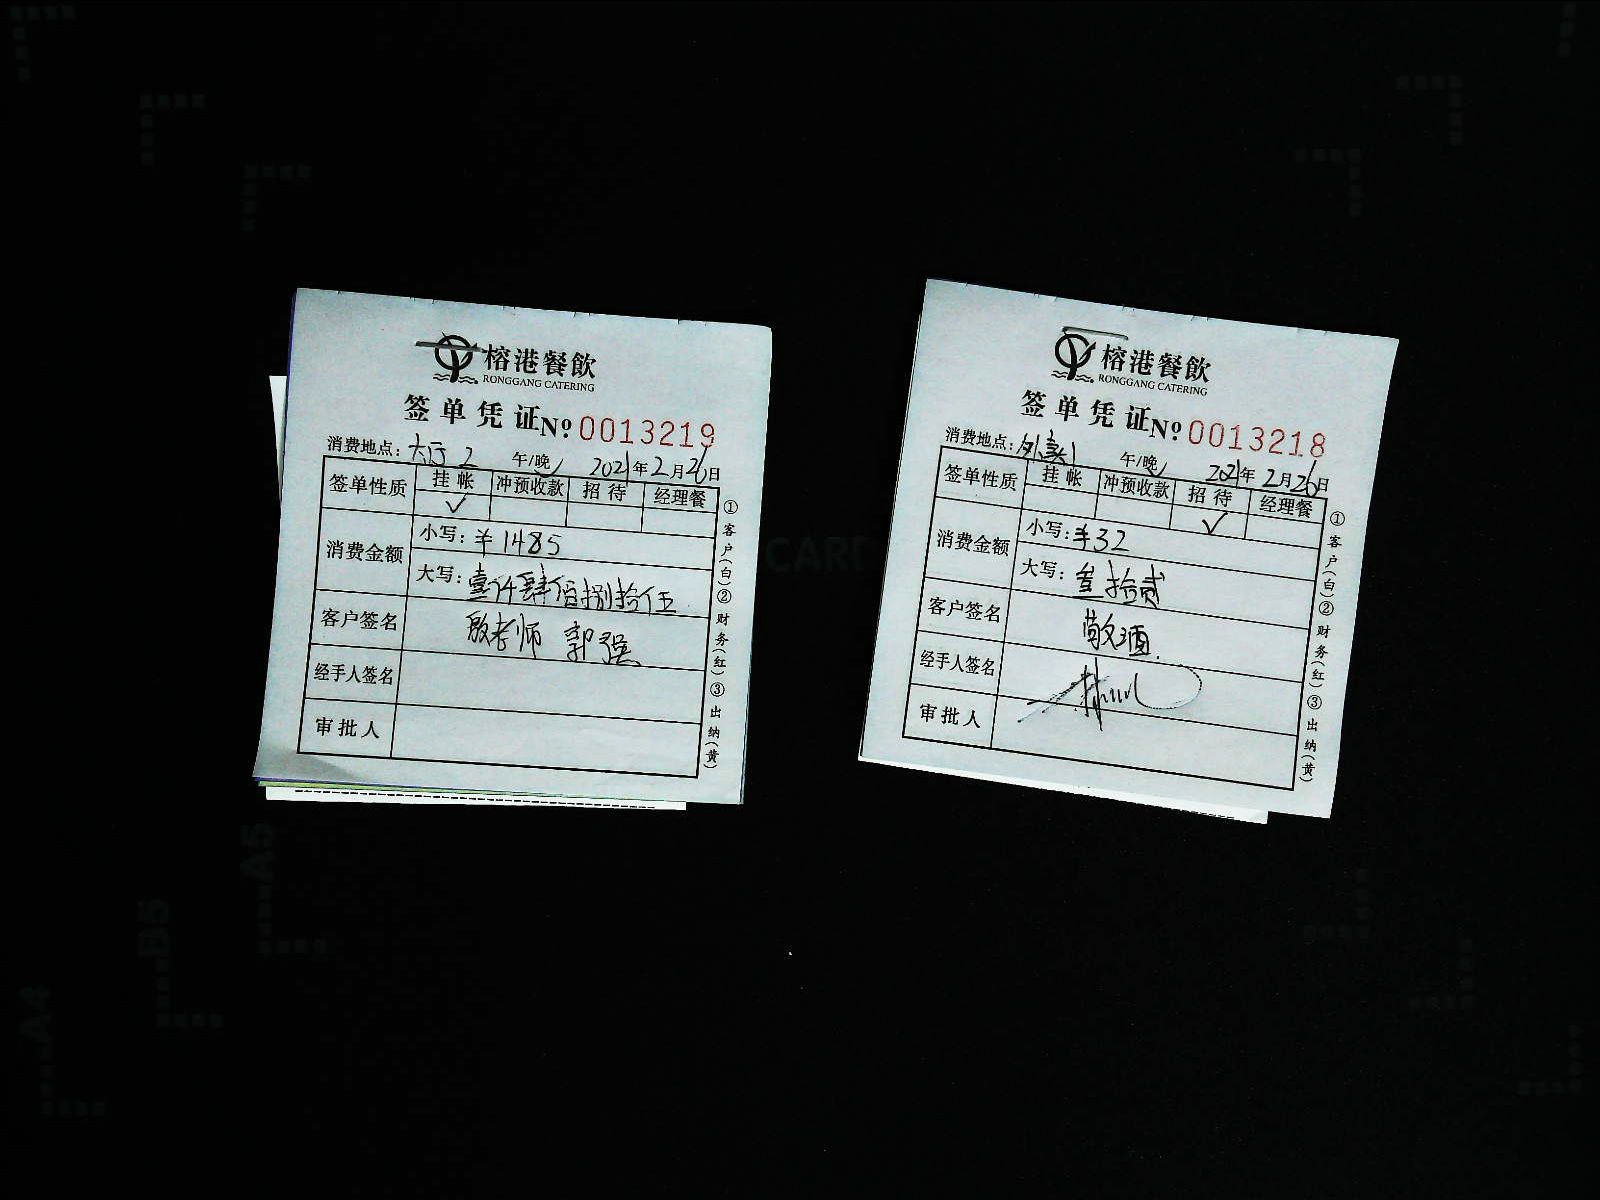 榕港餐飲
RONGGANG CATERING
签单凭证 Nº 0013219
消费地点：大厅2 午/晚✓ 2021年2月26日
签单性质 挂帐 冲预收款 招待 经理餐
✓
消费金额 小写：¥1485
大写：壹仟肆佰捌拾伍
客户签名 殷老师 郭强
经手人签名
审批人
①客户(白)②财务(红)③出纳(黄)
榕港餐飲
RONGGANG CATERING
签单凭证 Nº 0013218
消费地点：外卖1 午/晚✓ 2021年2月26日
签单性质 挂帐 冲预收款 招待 经理餐
✓
消费金额 小写：¥32
大写：叁拾贰
客户签名 敬酒
经手人签名
审批人
①客户(白)②财务(红)③出纳(黄)
CARD
A5
B5
A4